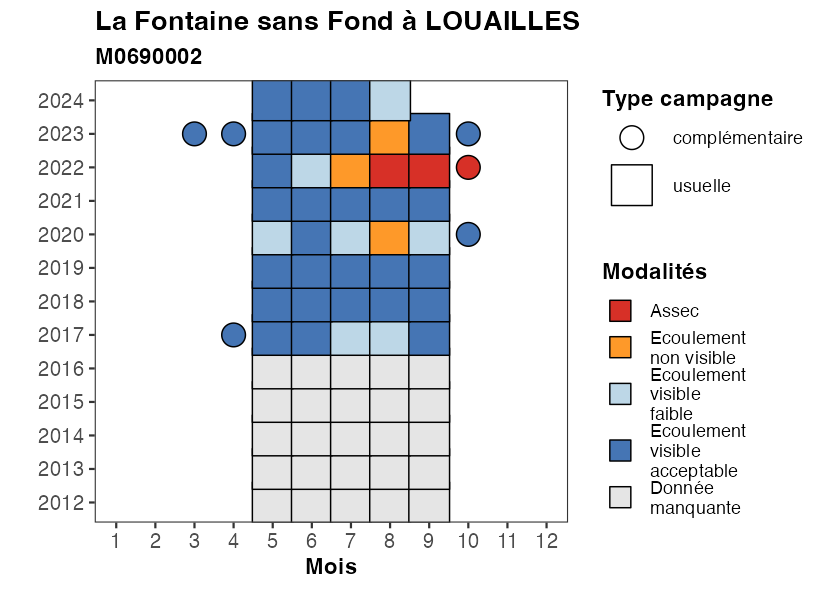 La Fontaine sans Fond à LOUAILLES
M0690002
2024
2023
2022
2021
2020
2019
2018
2017
2016
2015
2014
2013
2012
1 2 3 4 5 6 7 8 9 10 11 12
Mois
Type campagne
complémentaire
usuelle
Modalités
Assec
Ecoulement
non visible
Ecoulement
visible
faible
Ecoulement
visible
acceptable
Donnée
manquante